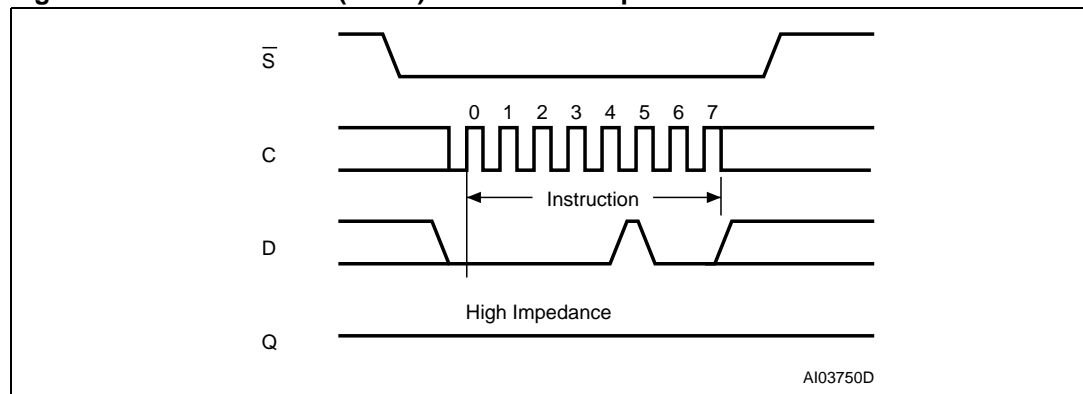 S̅
0 1 2 3 4 5 6 7
C
Instruction
D
High Impedance
Q
AI03750D